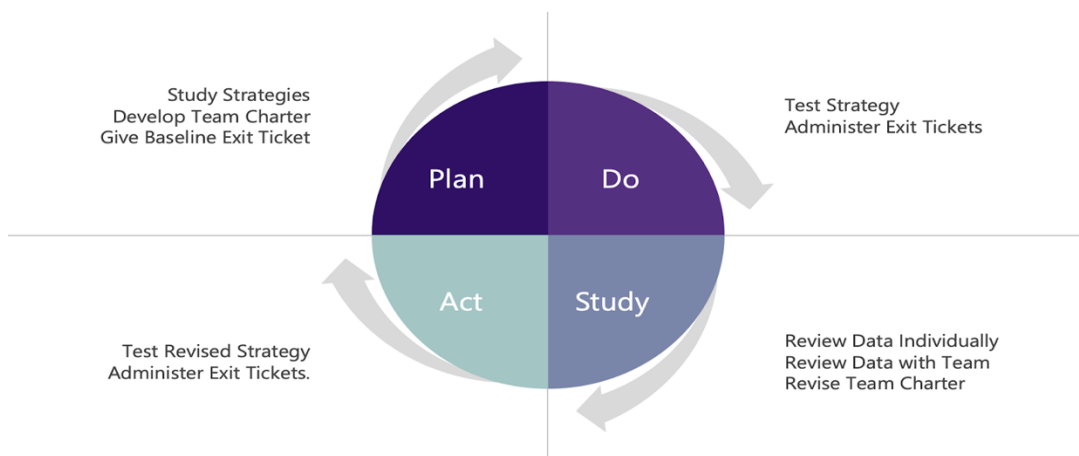 Study Strategies
Develop Team Charter
Give Baseline Exit Ticket
Plan
Do
Test Strategy
Administer Exit Tickets
Act
Study
Test Revised Strategy
Administer Exit Tickets.
Review Data Individually
Review Data with Team
Revise Team Charter